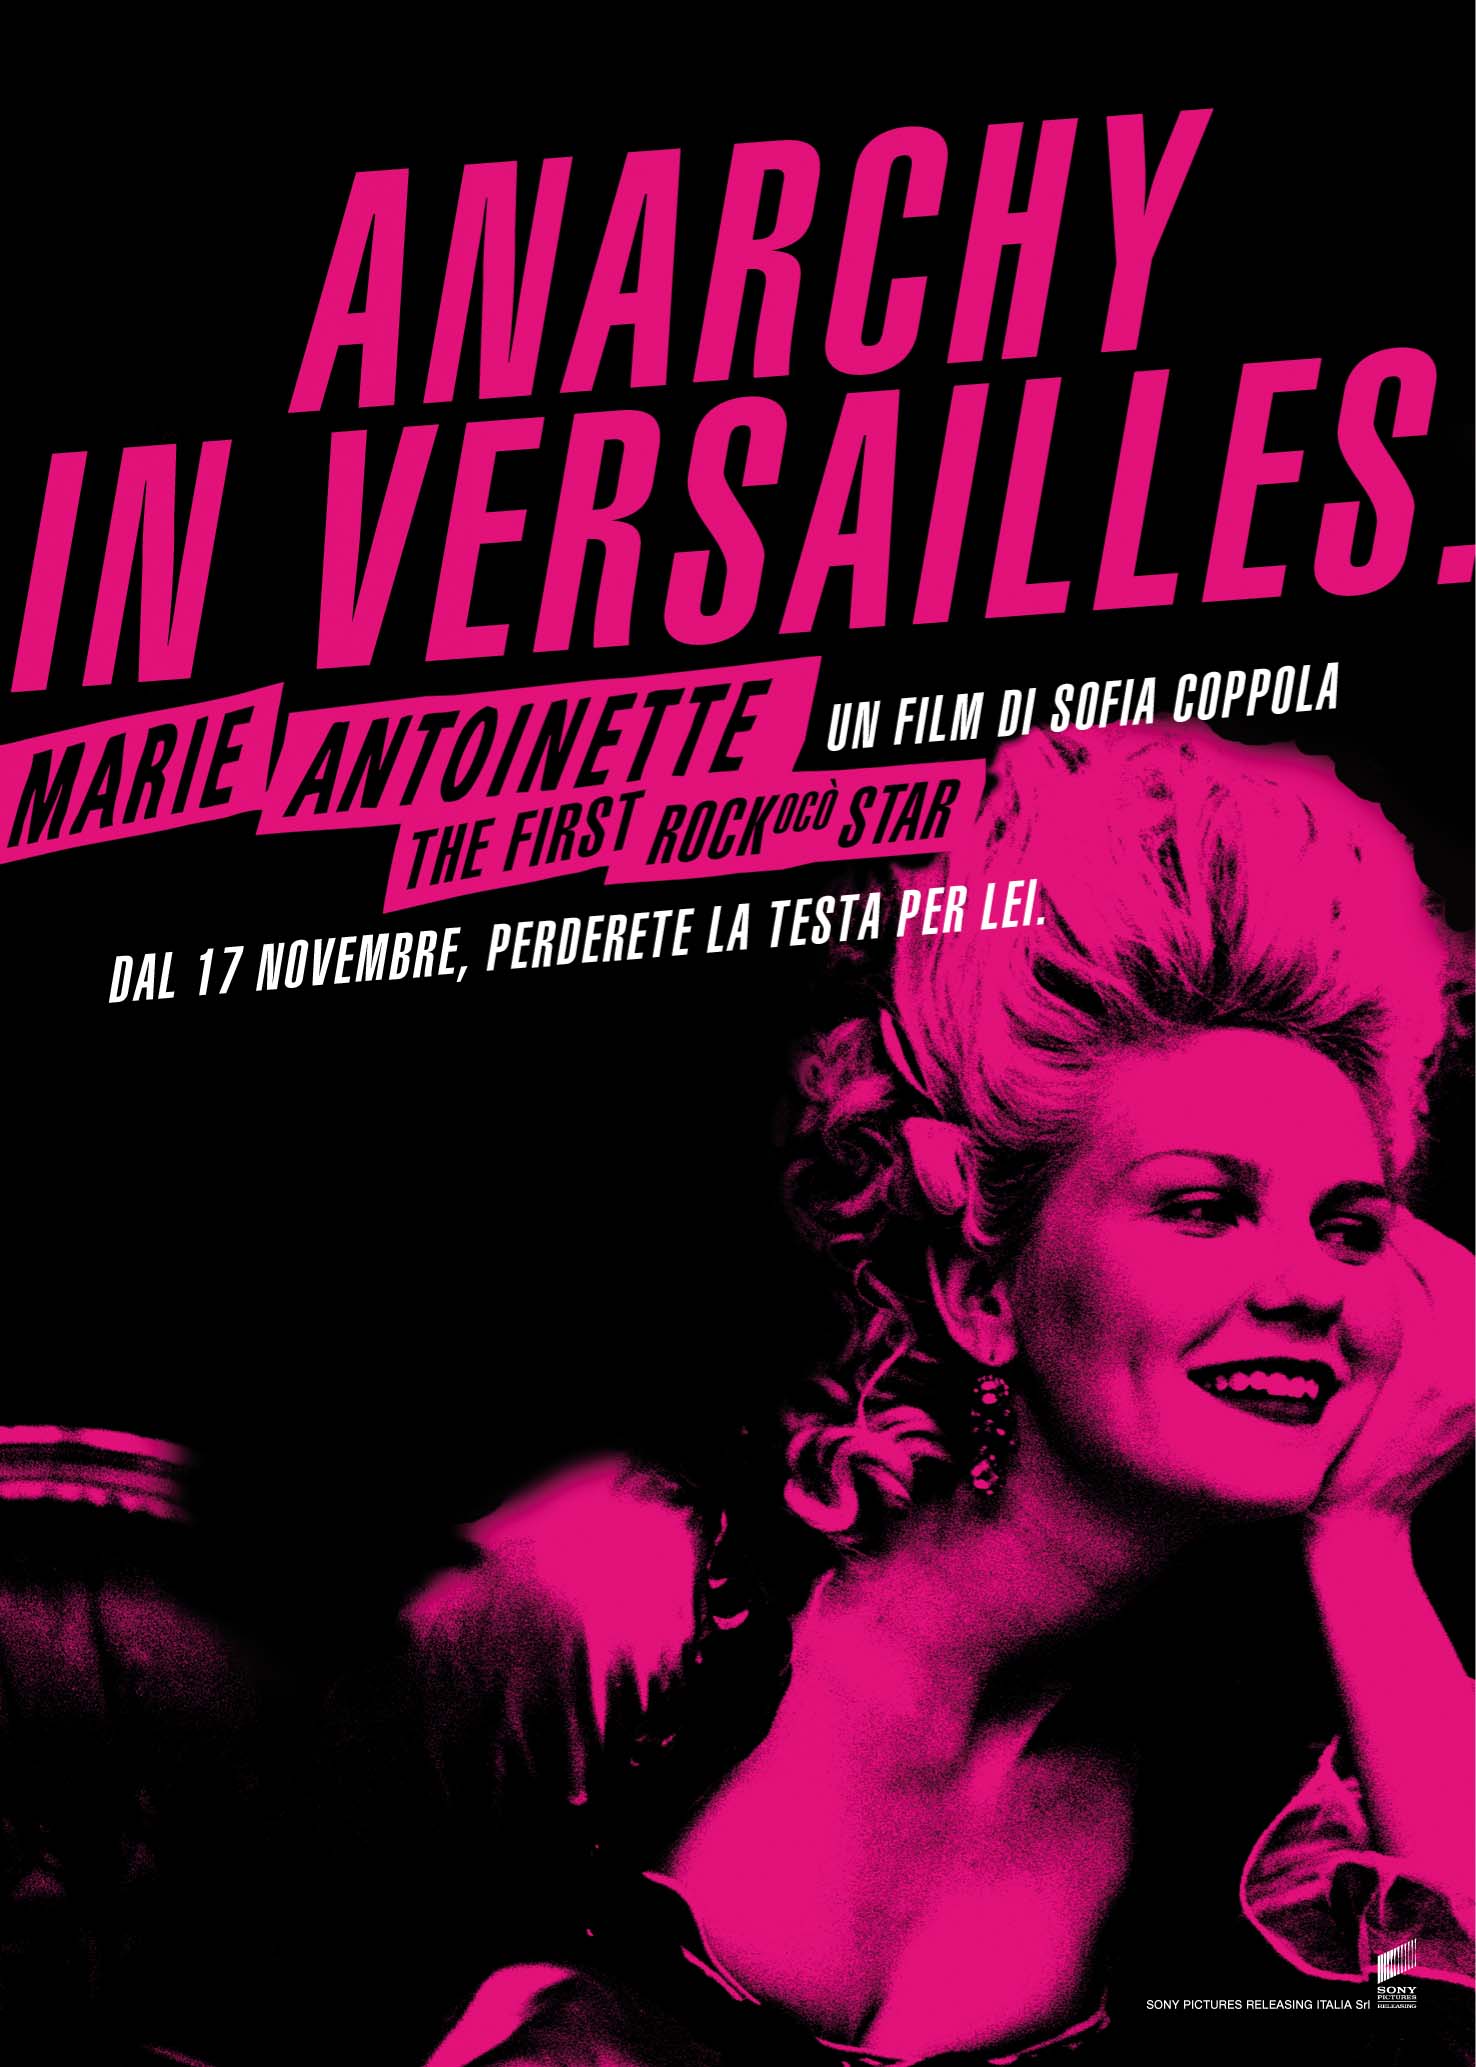 ANARCHY
IN VERSAILLES.
MARIE ANTOINETTE
UN FILM DI SOFIA COPPOLA
THE FIRST ROCKOCÒ STAR
DAL 17 NOVEMBRE, PERDERETE LA TESTA PER LEI.
SONY PICTURES RELEASING ITALIA Srl
SONY
PICTURES
RELEASING